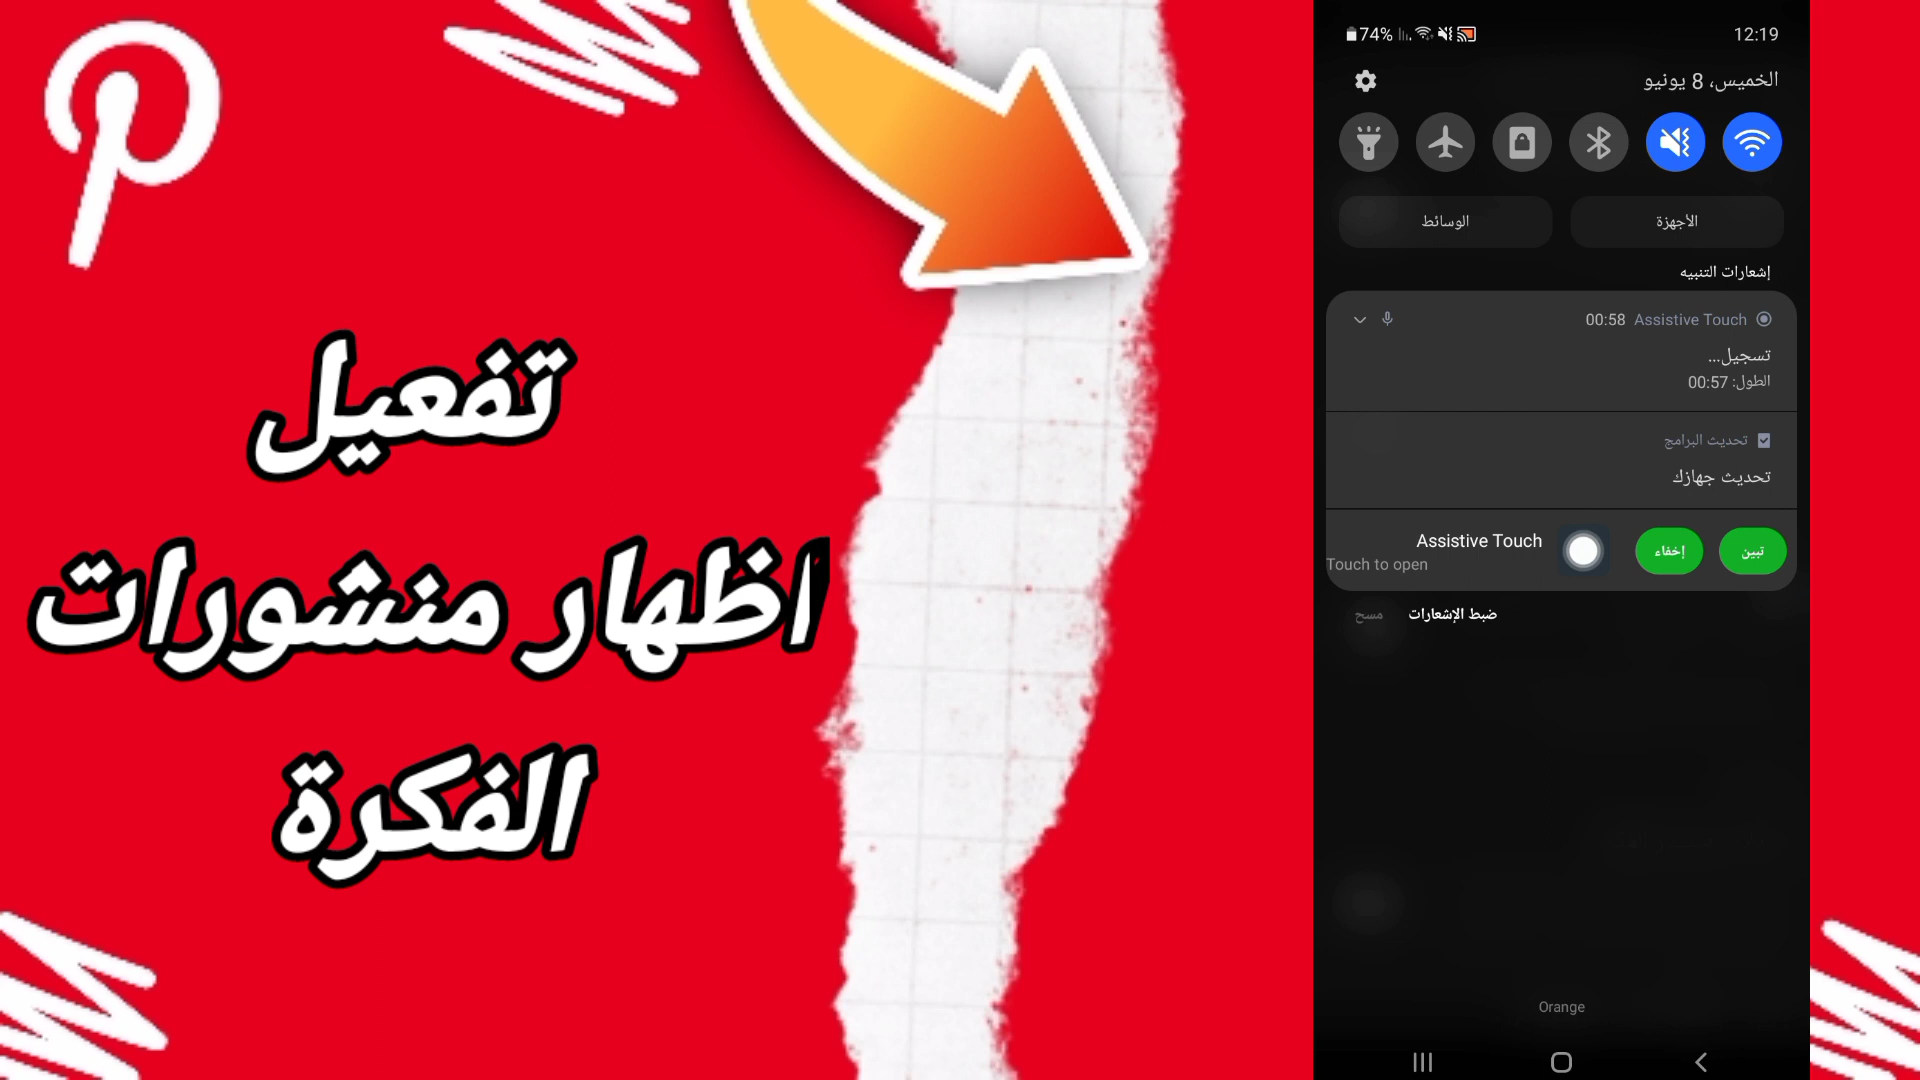 تفعيل
اظهار منشورات
الفكرة
74%
12:19
الخميس، 8 يونيو
الأجهزة
الوسائط
إشعارات التنبيه
Assistive Touch 00:58
تسجيل...
الطول: 00:57
تحديث البرامج
تحديث جهازك
تبين
إخفاء
Assistive Touch
Touch to open
ضبط الإشعارات
مسح
Orange